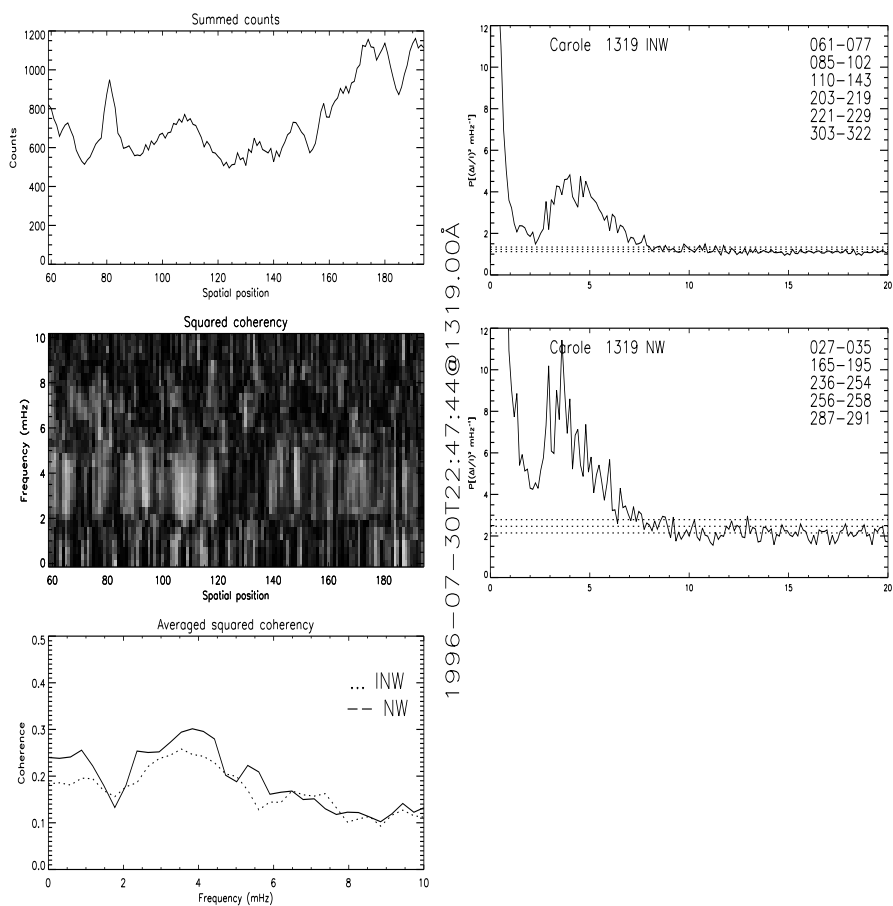 Summed counts
1200
1000
800
600
400
200
0
Counts
60 80 100 120 140 160 180
Spatial position
Squared coherency
10
8
6
4
2
0
Frequency (mHz)
60 80 100 120 140 160 180
Spatial position
Averaged squared coherency
0.5
0.4
0.3
0.2
0.1
0.0
Coherence
... INW
-- NW
0 2 4 6 8 10
Frequency (mHz)
1996-07-30T22:47:44@1319.00Å
Carole 1319 INW
061-077
085-102
110-143
203-219
221-229
303-322
12
10
8
6
4
2
0
P[(ΔI/I)² mHz⁻¹]
0 5 10 15 20
Carole 1319 NW
027-035
165-195
236-254
256-258
287-291
12
10
8
6
4
2
0
P[(ΔI/I)² mHz⁻¹]
0 5 10 15 20